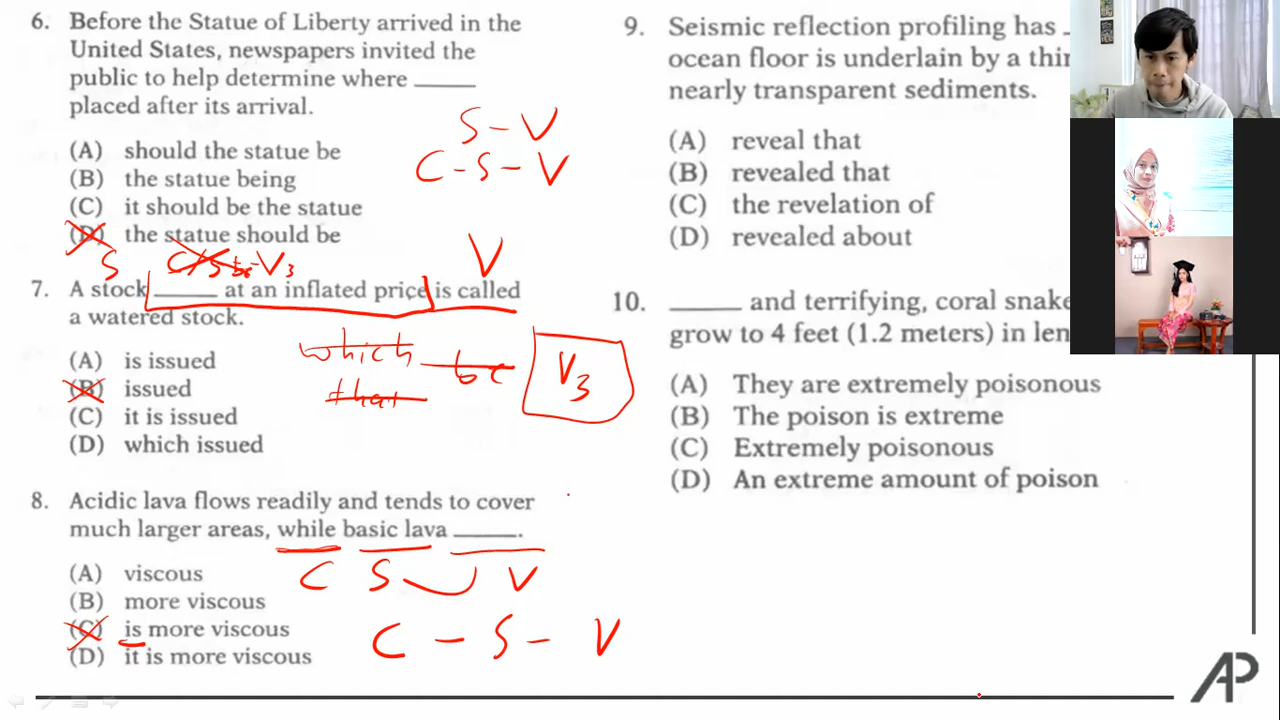 6. Before the Statue of Liberty arrived in the
United States, newspapers invited the
public to help determine where _____
placed after its arrival.
S - V
C - S - V
(A) should the statue be
(B) the statue being
(C) it should be the statue
(D) the statue should be
S C/S be - V3 V
7. A stock _____ at an inflated price is called
a watered stock.
(A) is issued
(B) issued
(C) it is issued
(D) which issued
which be V3
that
8. Acidic lava flows readily and tends to cover
much larger areas, while basic lava _____.
C S V
(A) viscous
(B) more viscous
(C) is more viscous
(D) it is more viscous
C - S - V
9. Seismic reflection profiling has
ocean floor is underlain by a
nearly transparent sediments.
(A) reveal that
(B) revealed that
(C) the revelation of
(D) revealed about
10. _____ and terrifying, coral
grow to 4 feet (1.2 meters) in
(A) They are extremely poisonous
(B) The poison is extreme
(C) Extremely poisonous
(D) An extreme amount of poison
AP